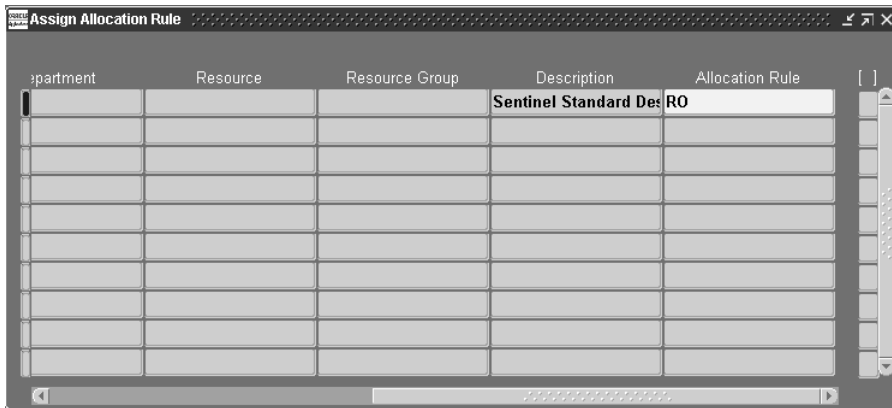 Assign Allocation Rule
epartment Resource Resource Group Description Allocation Rule [ ]
Sentinel Standard Des RO